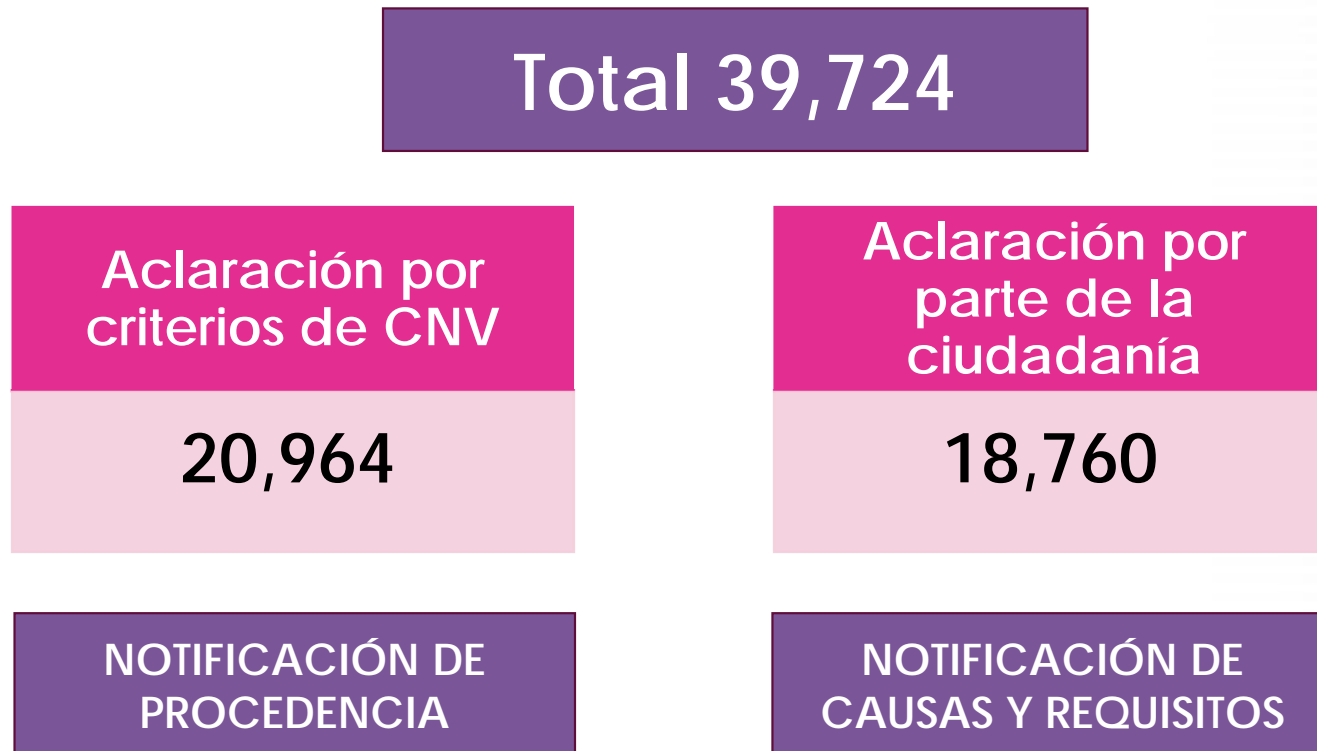 Total 39,724
Aclaración por
criterios de CNV
20,964
NOTIFICACIÓN DE
PROCEDENCIA
Aclaración por
parte de la
ciudadanía
18,760
NOTIFICACIÓN DE
CAUSAS Y REQUISITOS